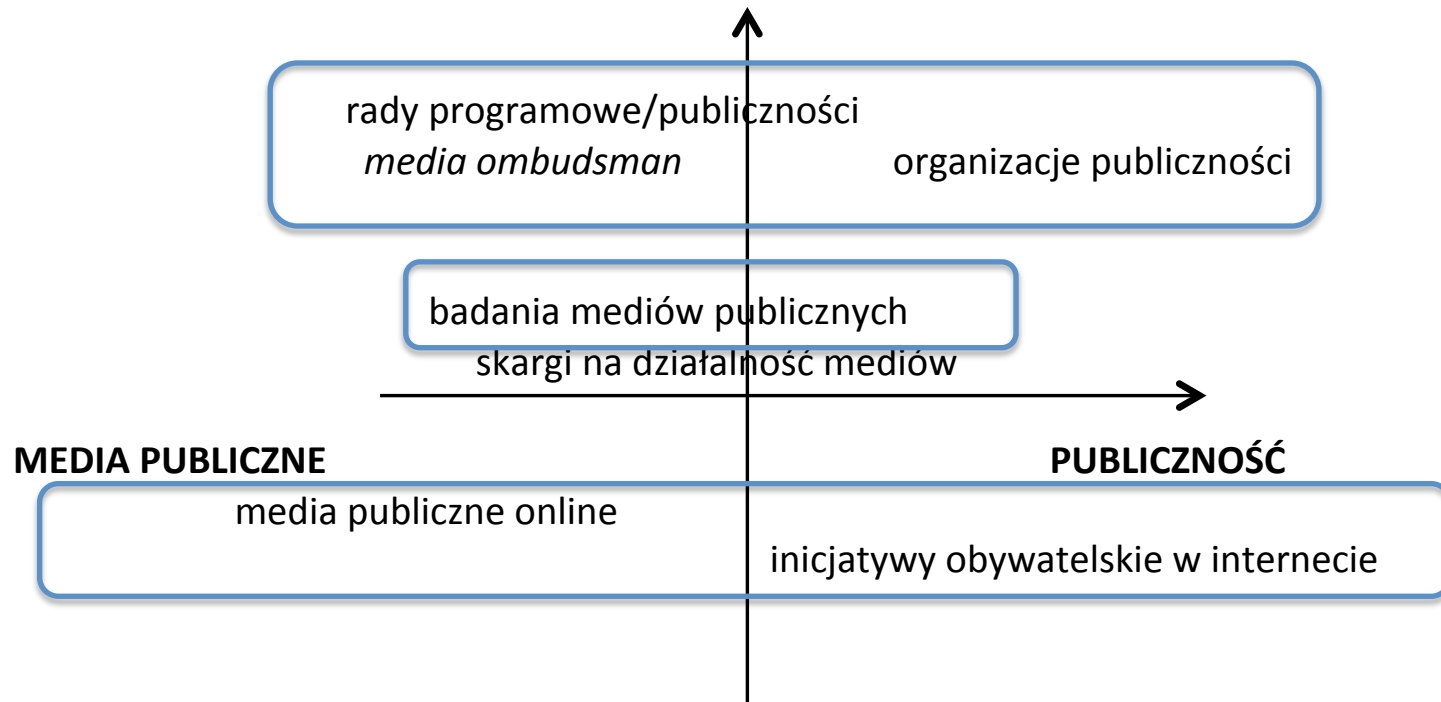 rady programowe/publiczności
media ombudsman
organizacje publiczności
badania mediów publicznych
skargi na działalność mediów
MEDIA PUBLICZNE
PUBLICZNOŚĆ
media publiczne online
inicjatywy obywatelskie w internecie